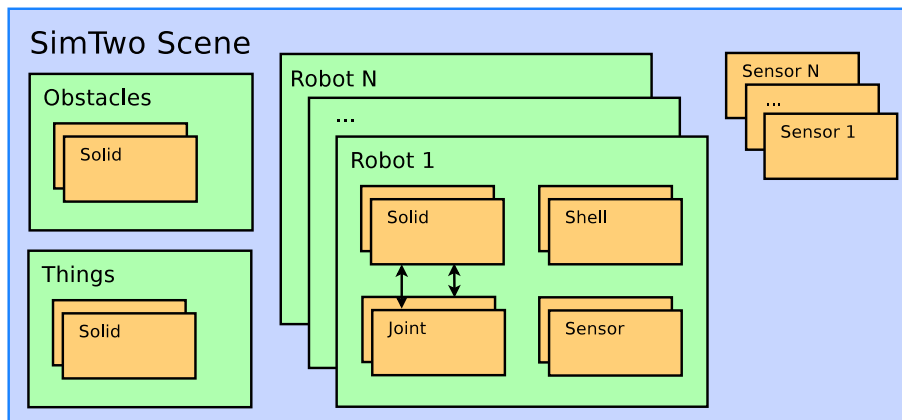 SimTwo Scene
Obstacles
Solid
Things
Solid
Robot N
...
Robot 1
Solid
Shell
Joint
Sensor
Sensor N
...
Sensor 1